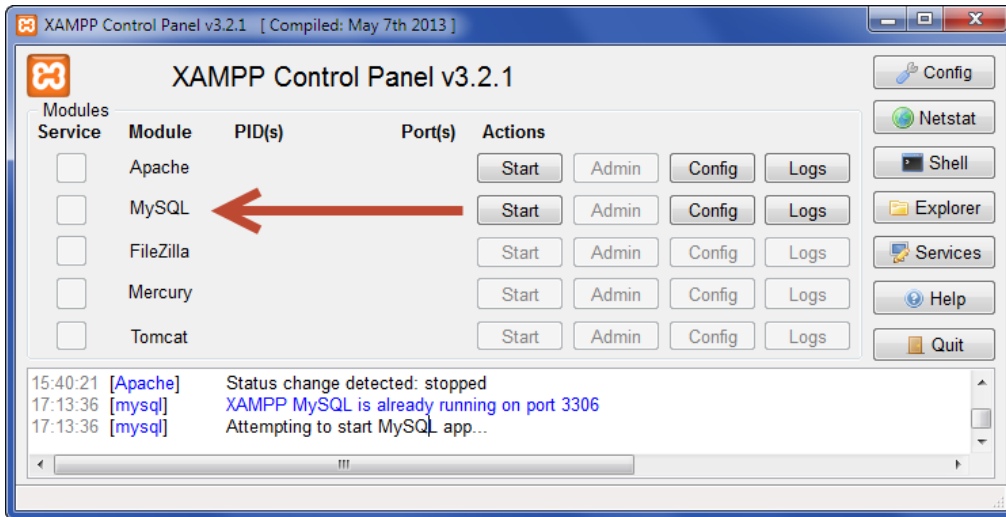 XAMPP Control Panel v3.2.1 [ Compiled: May 7th 2013 ]
XAMPP Control Panel v3.2.1
Config
Modules
Service Module PID(s) Port(s) Actions
Netstat
Apache Start Admin Config Logs
Shell
MySQL Start Admin Config Logs
Explorer
FileZilla Start Admin Config Logs
Services
Mercury Start Admin Config Logs
Help
Tomcat Start Admin Config Logs
Quit
15:40:21 [Apache] Status change detected: stopped
17:13:36 [mysql] XAMPP MySQL is already running on port 3306
17:13:36 [mysql] Attempting to start MySQL app...